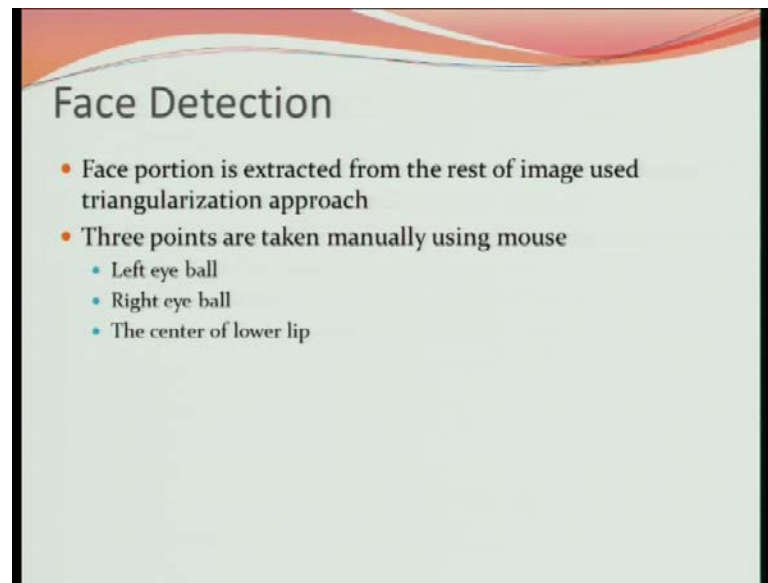 Face Detection
• Face portion is extracted from the rest of image used
triangularization approach
• Three points are taken manually using mouse
• Left eye ball
• Right eye ball
• The center of lower lip